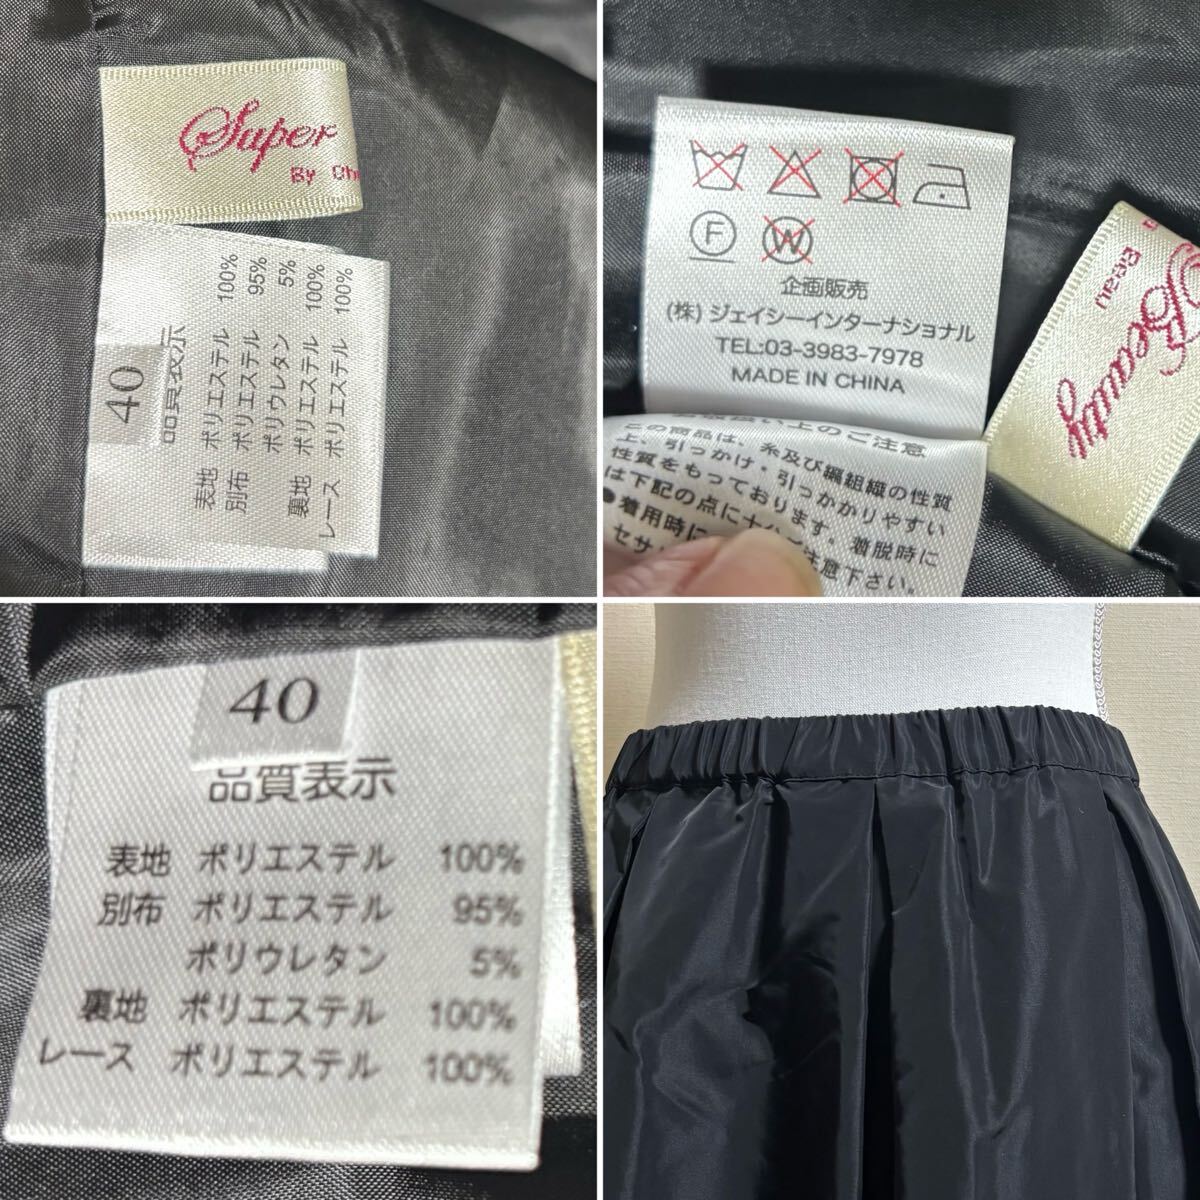 Super
By
40
品質表示
表地 ポリエステル 100%
別布 ポリエステル 95%
ポリウレタン 5%
裏地 ポリエステル 100%
レース ポリエステル 100%
F
W
企画販売
(株) ジェイシーインターナショナル
TEL:03-3983-7978
MADE IN CHINA
い上のご注意
この商品は、糸及び編組織の性質
上、引っかけ・引っかかりやすい
性質をもっております。着脱時に
は下記の点に十分ご注意下さい。
●着用時に
Beauty
Bean
40
品質表示
表地 ポリエステル 100%
別布 ポリエステル 95%
ポリウレタン 5%
裏地 ポリエステル 100%
レース ポリエステル 100%